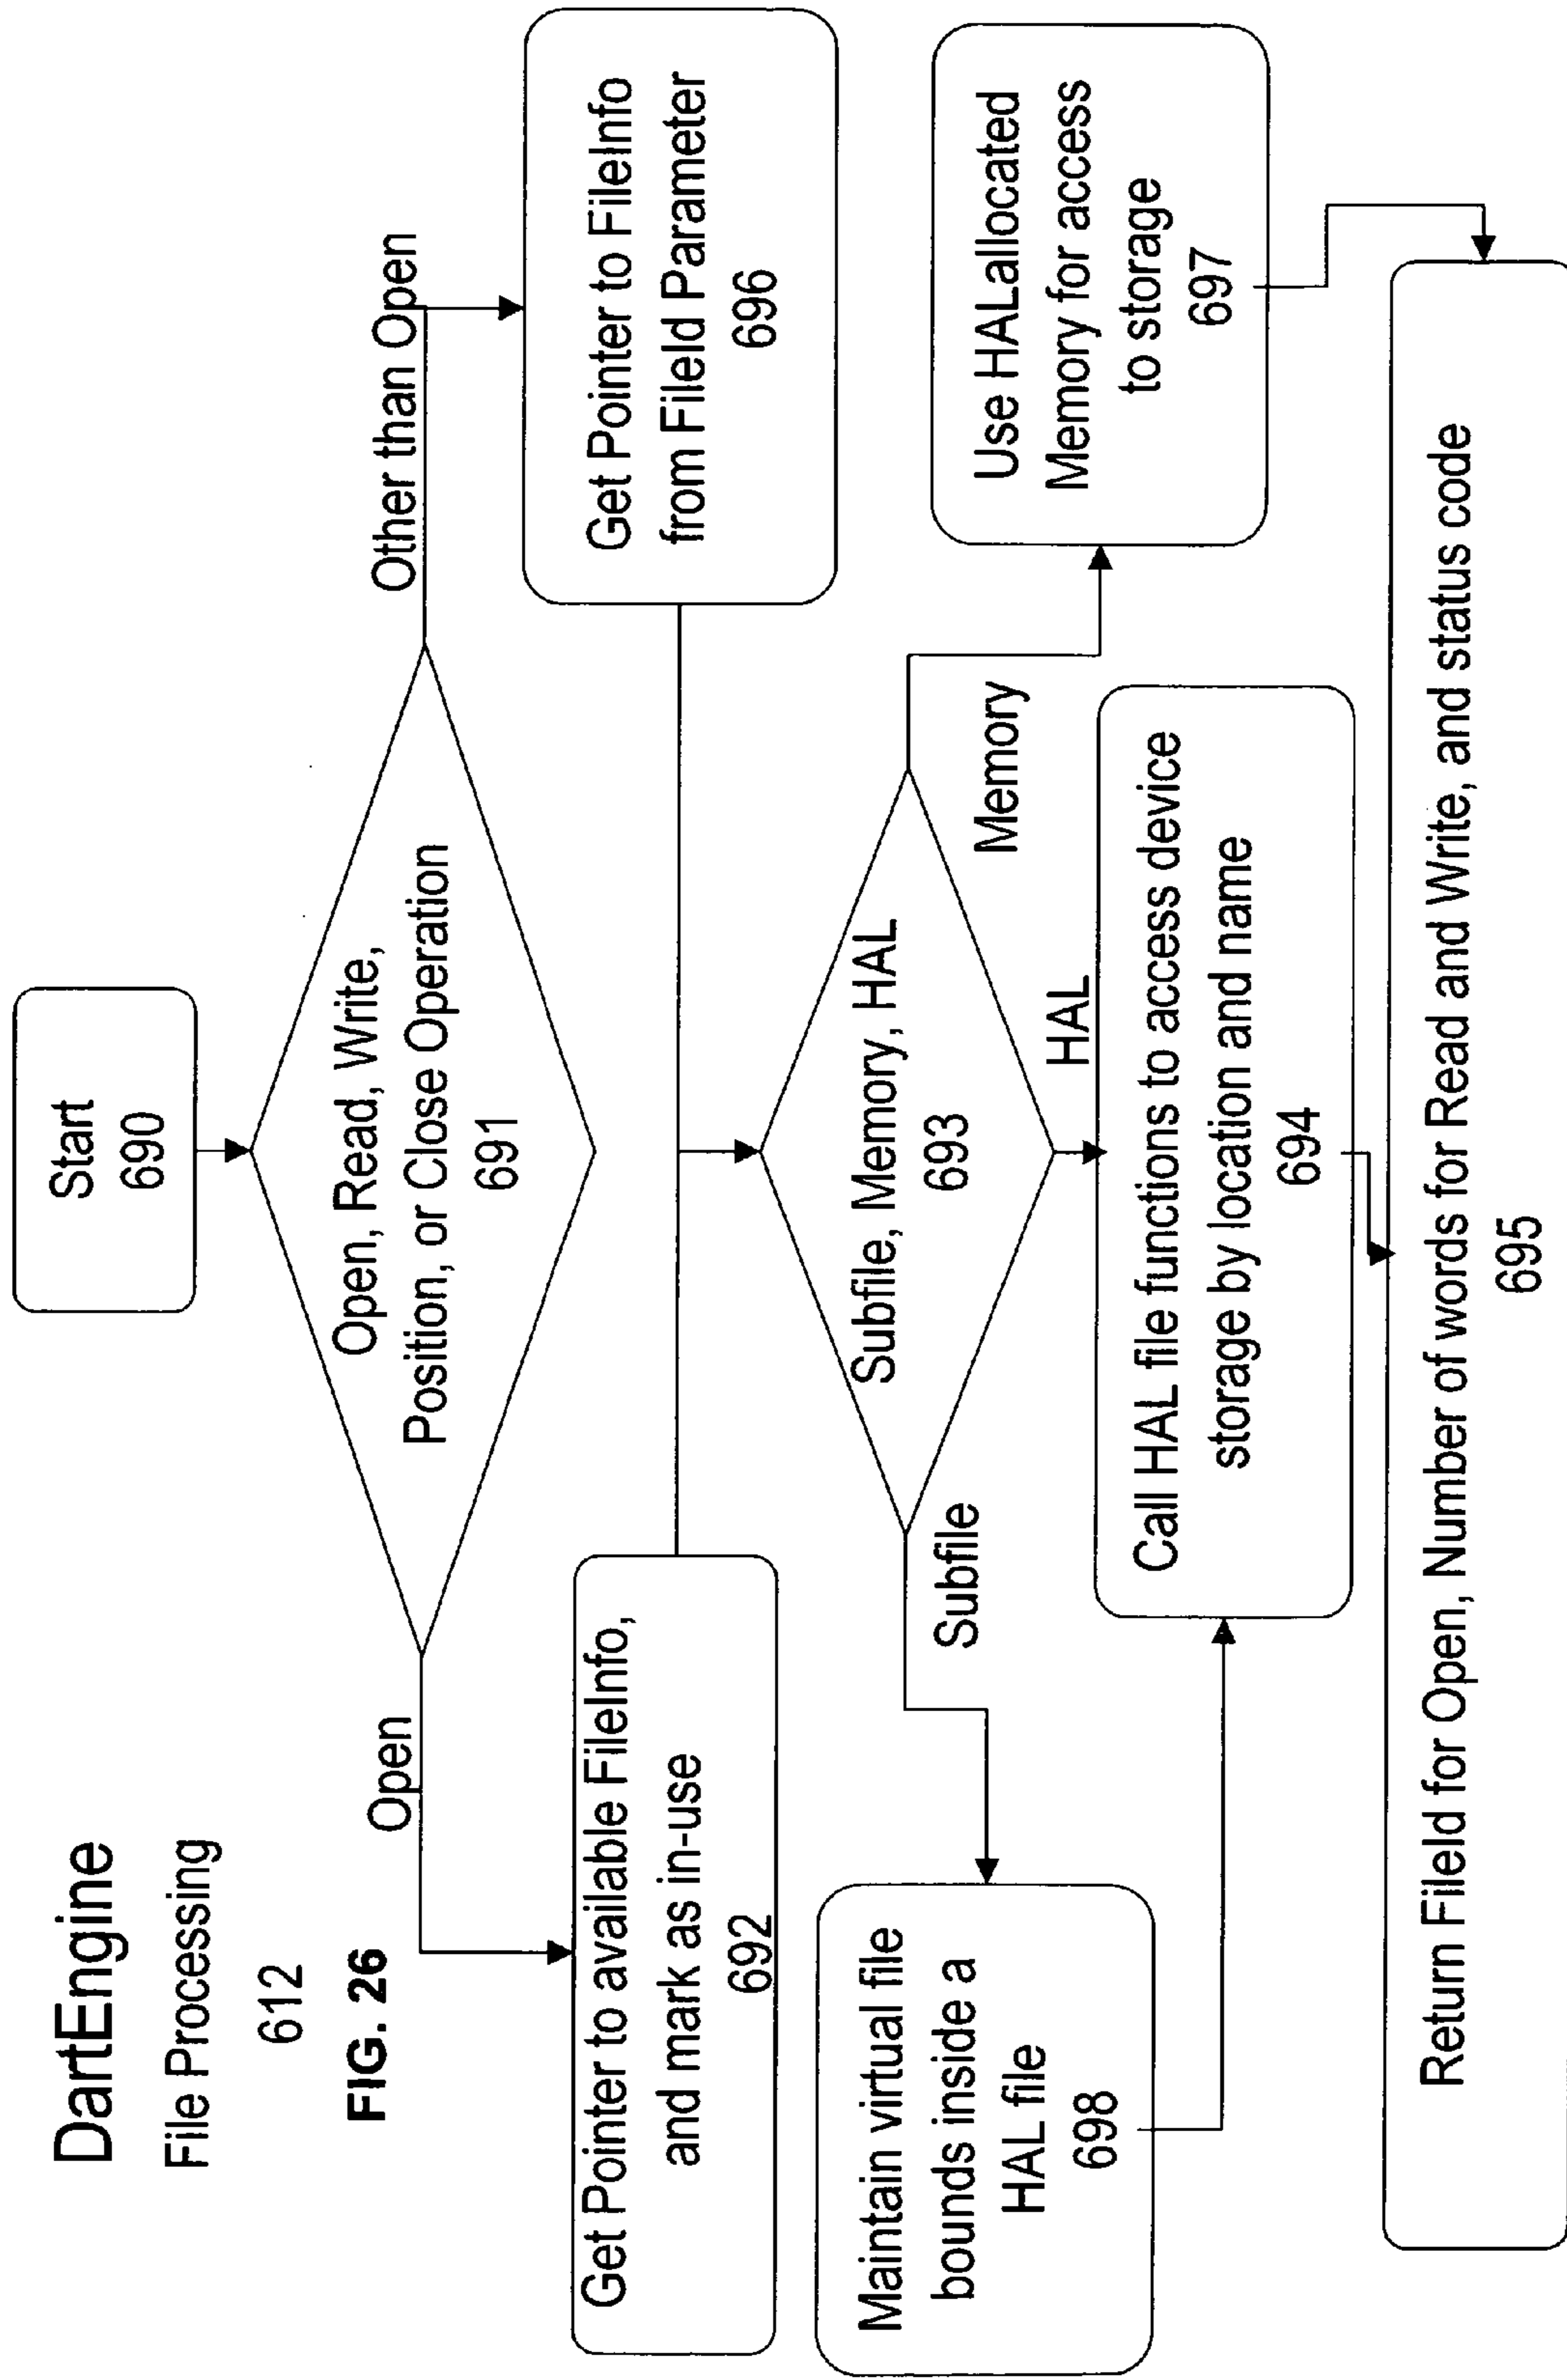 DartEngine
File Processing
612
FIG. 26
Start
690
Open, Read, Write,
Position, or Close Operation
691
Open
Other than Open
Get Pointer to available FileInfo,
and mark as in-use
692
Get Pointer to FileInfo
from FileId Parameter
696
Subfile, Memory, HAL
693
Subfile
HAL
Memory
Maintain virtual file
bounds inside a
HAL file
698
Call HAL file functions to access device
storage by location and name
694
Use HALallocated
Memory for access
to storage
697
Return FileId for Open, Number of words for Read and Write, and status code
695